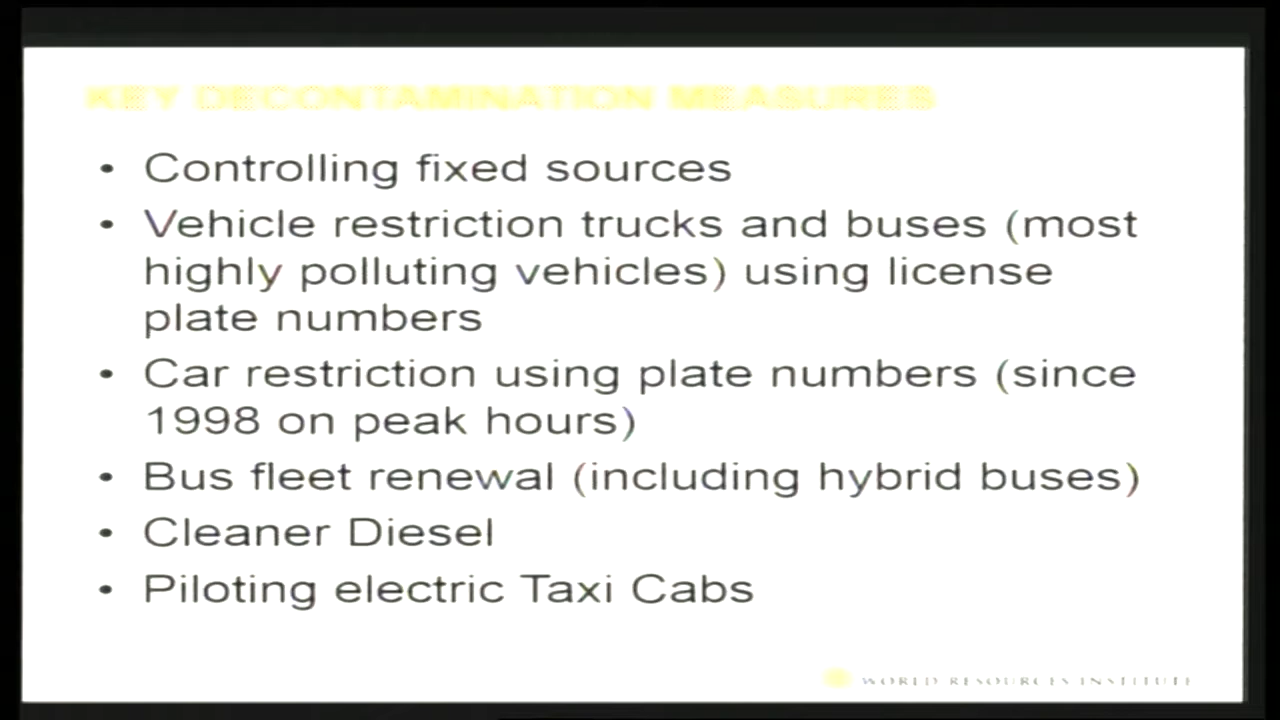 KEY DECONTAMINATION MEASURES
• Controlling fixed sources
• Vehicle restriction trucks and buses (most
highly polluting vehicles) using license
plate numbers
• Car restriction using plate numbers (since
1998 on peak hours)
• Bus fleet renewal (including hybrid buses)
• Cleaner Diesel
• Piloting electric Taxi Cabs
WORLD RESOURCES INSTITUTE